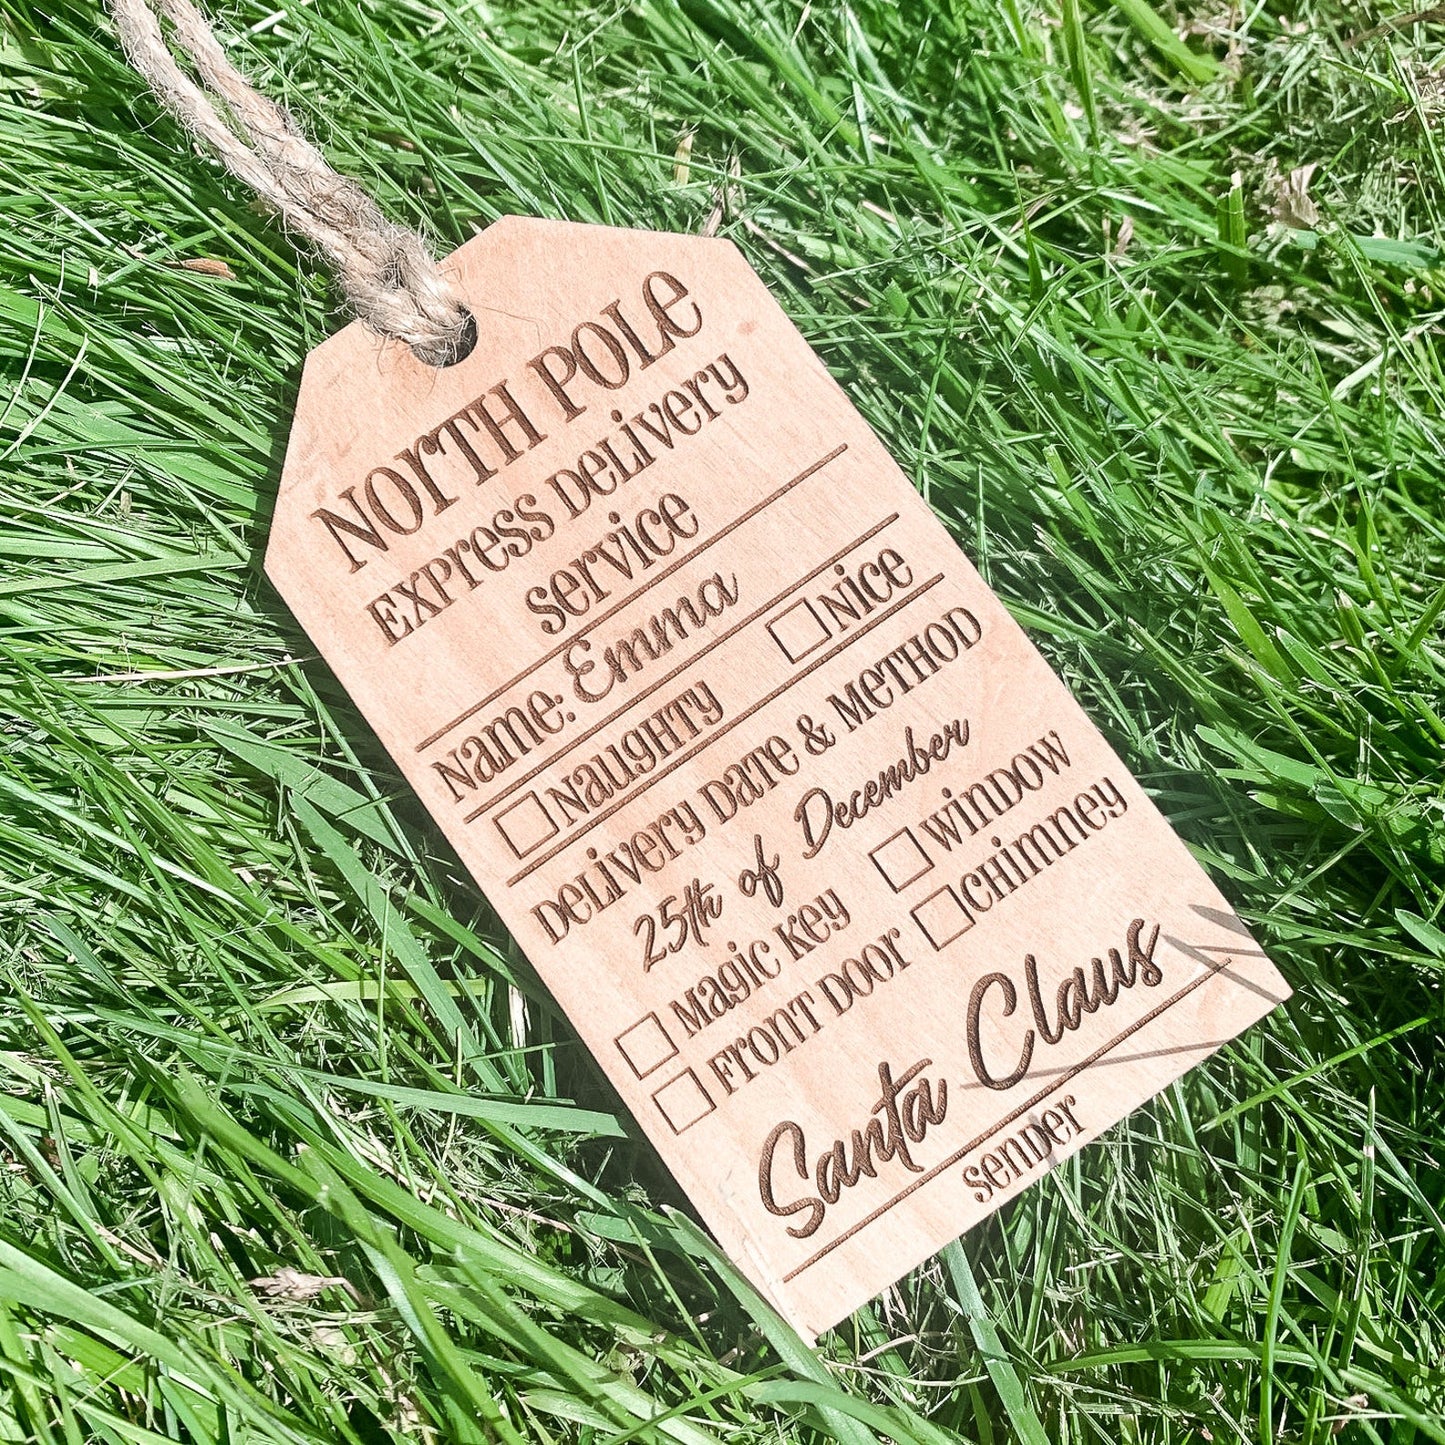 NORTH POLE
EXPRESS DELIVERY
SERVICE
NAME: Emma
NAUGHTY NICE
DELIVERY DATE & METHOD
25th of December
MAGIC KEY WINDOW
FRONT DOOR CHIMNEY
Santa Claus
SENDER